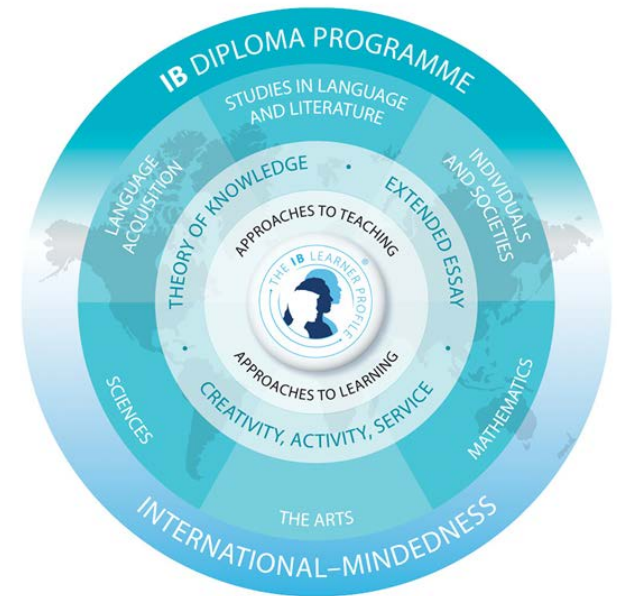 IB DIPLOMA PROGRAMME
STUDIES IN LANGUAGE
AND LITERATURE
LANGUAGE
ACQUISITION
INDIVIDUALS
AND SOCIETIES
THEORY OF KNOWLEDGE
EXTENDED ESSAY
APPROACHES TO TEACHING
THE IB LEARNER PROFILE
®
APPROACHES TO LEARNING
CREATIVITY, ACTIVITY, SERVICE
SCIENCES
MATHEMATICS
THE ARTS
INTERNATIONAL–MINDEDNESS